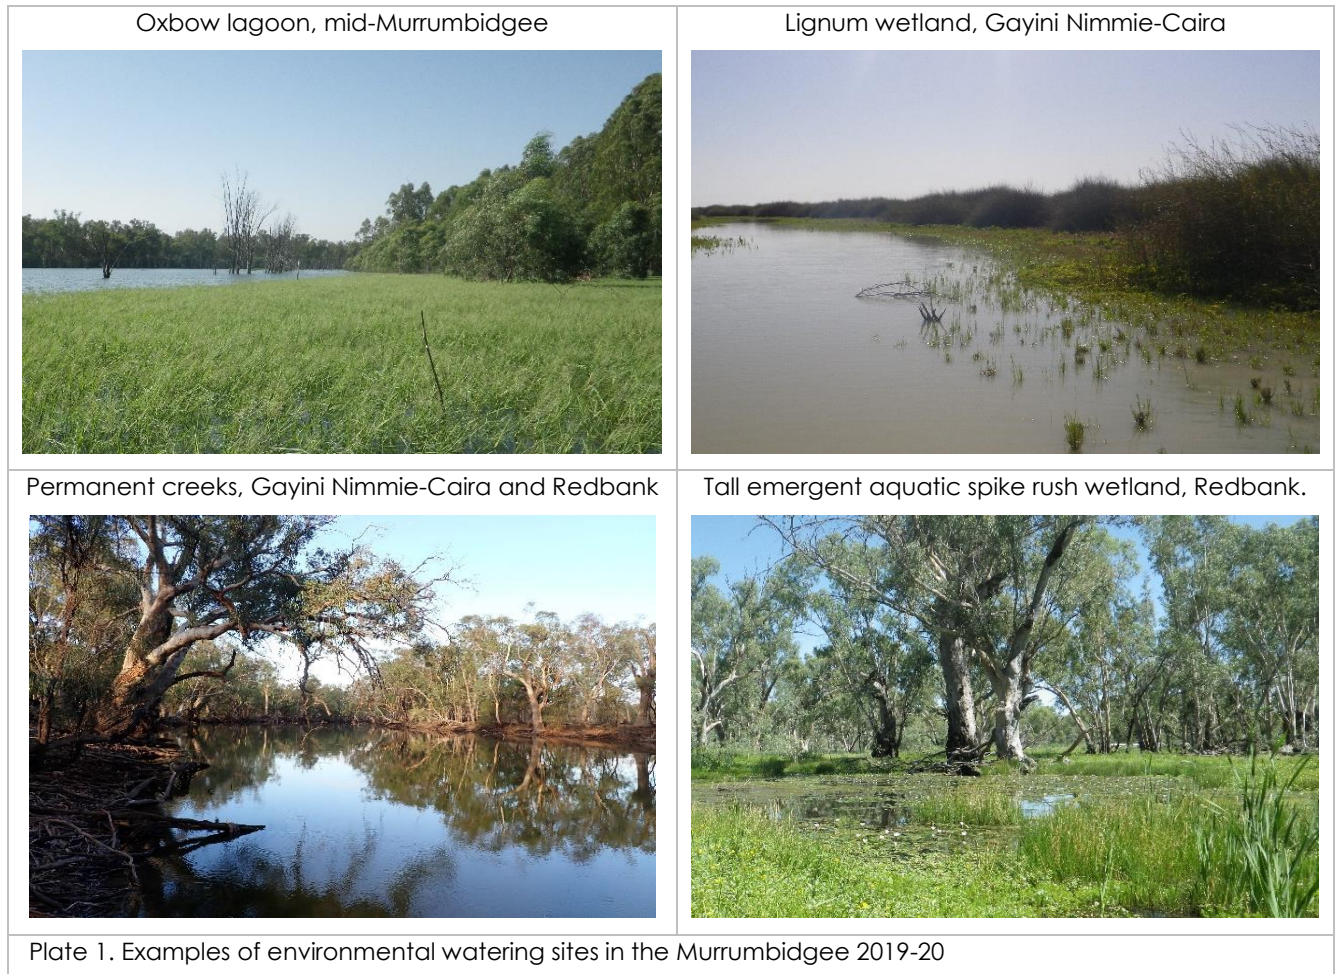 Oxbow lagoon, mid-Murrumbidgee
Lignum wetland, Gayini Nimmie-Caira
Permanent creeks, Gayini Nimmie-Caira and Redbank
Tall emergent aquatic spike rush wetland, Redbank.
Plate 1. Examples of environmental watering sites in the Murrumbidgee 2019-20